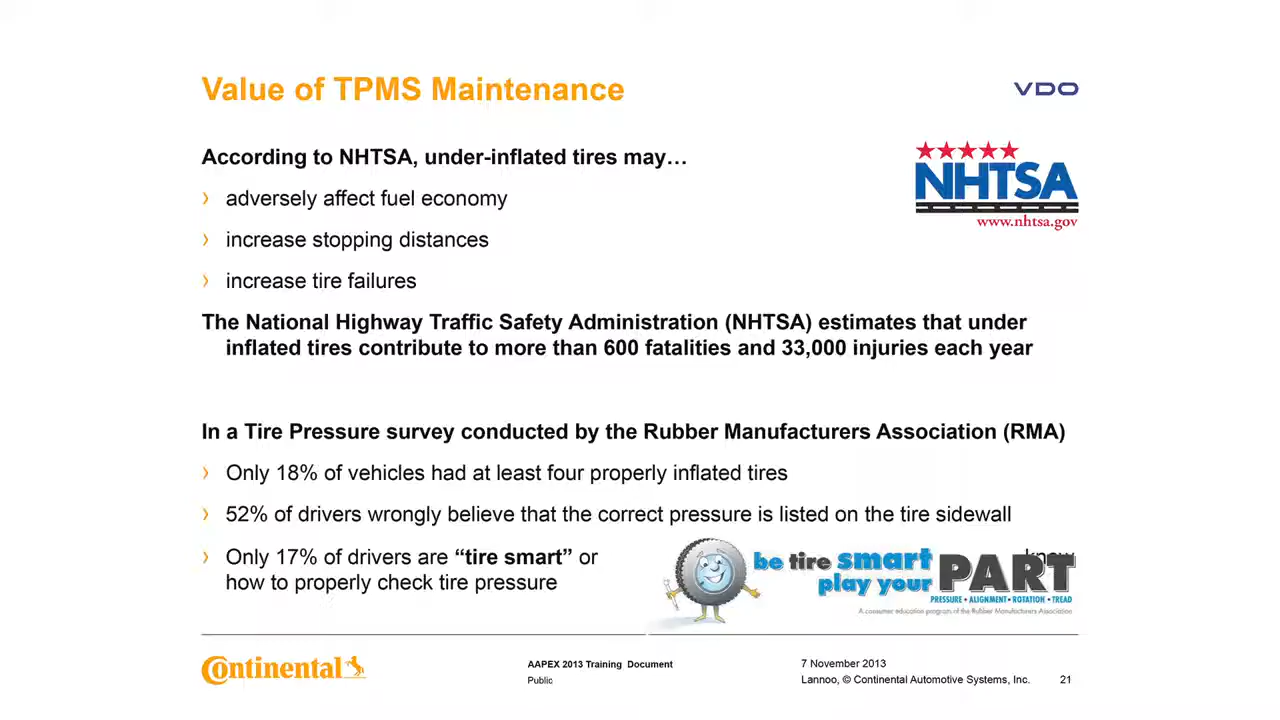 Value of TPMS Maintenance
VDO
According to NHTSA, under-inflated tires may…
› adversely affect fuel economy
› increase stopping distances
› increase tire failures
NHTSA
www.nhtsa.gov
The National Highway Traffic Safety Administration (NHTSA) estimates that under
inflated tires contribute to more than 600 fatalities and 33,000 injuries each year
In a Tire Pressure survey conducted by the Rubber Manufacturers Association (RMA)
› Only 18% of vehicles had at least four properly inflated tires
› 52% of drivers wrongly believe that the correct pressure is listed on the tire sidewall
› Only 17% of drivers are “tire smart” or know
how to properly check tire pressure
be tire smart
play your PART
PRESSURE • ALIGNMENT • ROTATION • TREAD
A consumer education program of the Rubber Manufacturers Association
Continental
AAPEX 2013 Training Document
Public
7 November 2013
Lannoo, © Continental Automotive Systems, Inc. 21